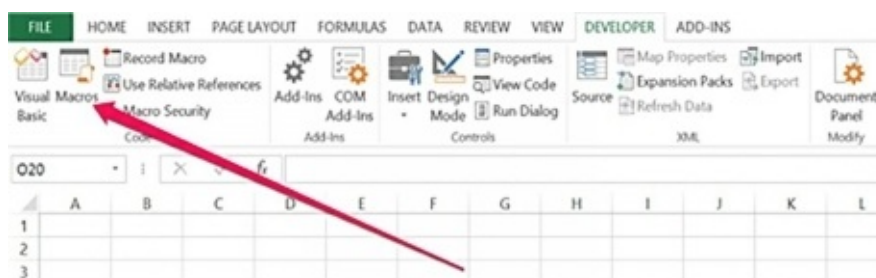 FILE HOME INSERT PAGE LAYOUT FORMULAS DATA REVIEW VIEW DEVELOPER ADD-INS
Visual Basic
Macros
Record Macro
Use Relative References
Macro Security
Code
Add-Ins
COM Add-Ins
Add-Ins
Insert
Design Mode
Properties
View Code
Run Dialog
Controls
Source
Map Properties
Expansion Packs
Refresh Data
Import
Export
XML
Document Panel
Modify
O20 fx
A B C D E F G H I J K L
1
2
3